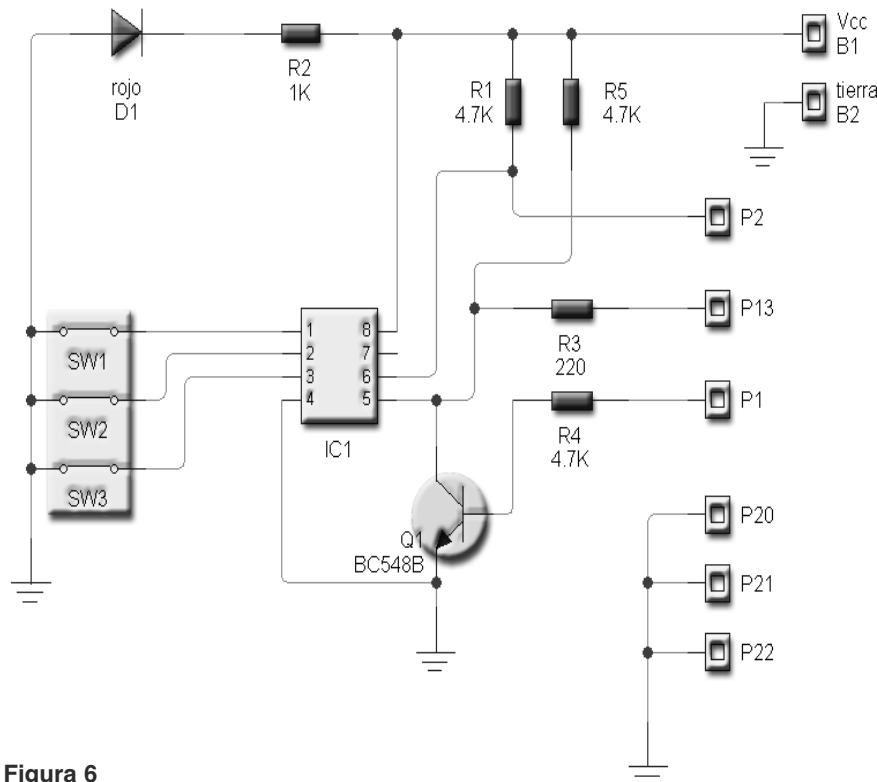 Vcc
B1
rojo
D1
R2
1K
R1
4.7K
R5
4.7K
tierra
B2
P2
SW1
SW2
SW3
1
2
3
4
8
7
6
5
IC1
R3
220
P13
R4
4.7K
P1
Q1
BC548B
P20
P21
P22
Figura 6